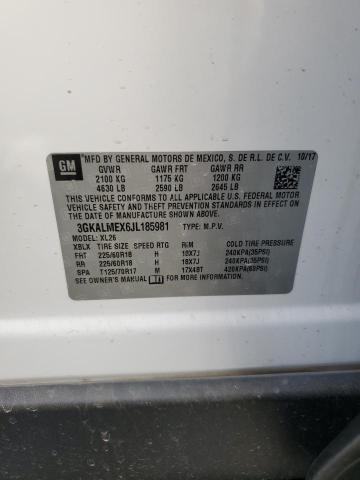 GM
MFD BY GENERAL MOTORS DE MEXICO, S. DE R.L. DE C.V. 10/17
GVWR GAWR FRT GAWR RR
2100 KG 1175 KG 1200 KG
4630 LB 2590 LB 2645 LB
THIS VEHICLE CONFORMS TO ALL APPLICABLE U.S. FEDERAL MOTOR
VEHICLE SAFETY, BUMPER, AND THEFT PREVENTION STANDARDS
IN EFFECT ON THE DATE OF MANUFACTURE SHOWN ABOVE.
3GKALMEX6JL185981 TYPE: M.P.V.
MODEL: XL26
XBLX TIRE SIZE SPEED RTG RIM COLD TIRE PRESSURE
FRT 225/60R18 H 18X7J 240KPA(35PSI)
RR 225/60R18 H 18X7J 240KPA(35PSI)
SPA T125/70R17 M 17X4BT 420KPA(60PSI)
SEE OWNER'S MANUAL